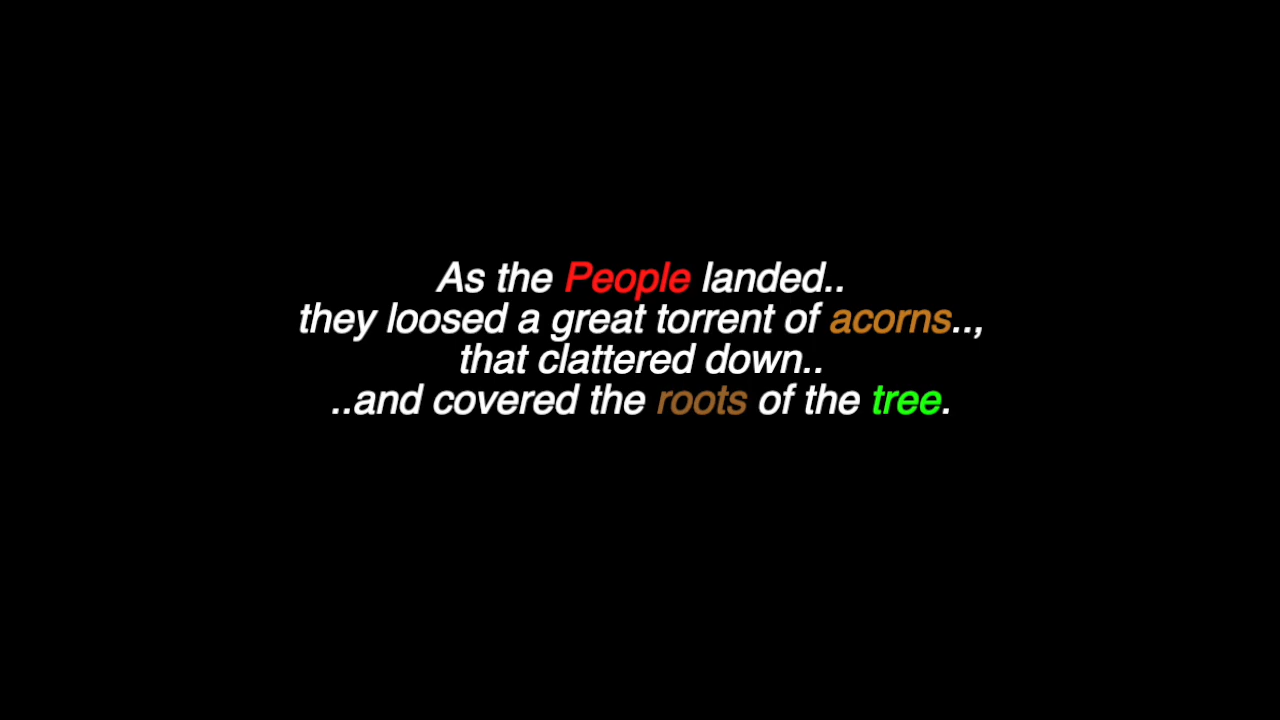 As the People landed..
they loosed a great torrent of acorns..,
that clattered down..
..and covered the roots of the tree.